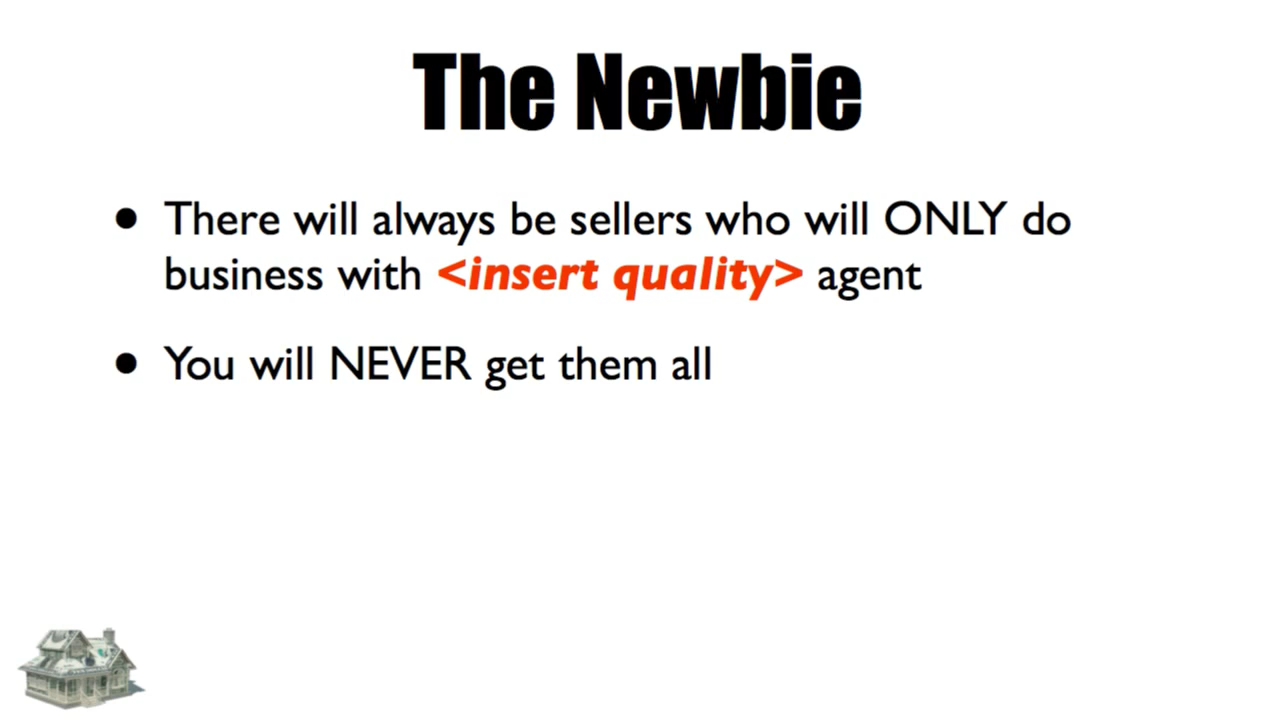 The Newbie
• There will always be sellers who will ONLY do
business with <insert quality> agent
• You will NEVER get them all